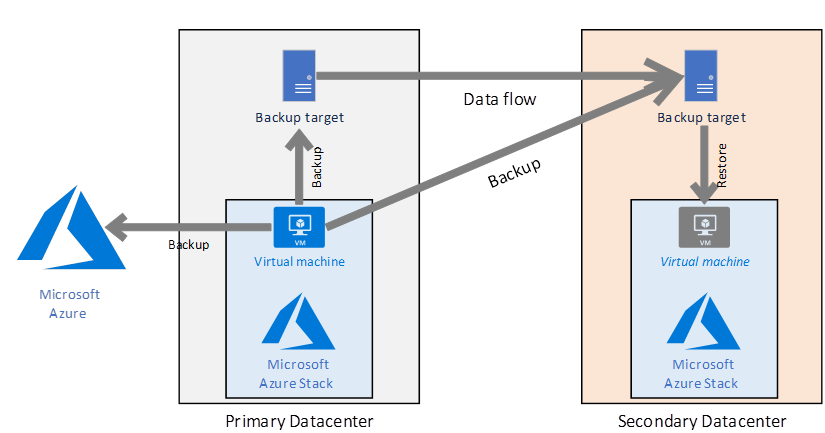 Data flow
Backup target
Backup target
Backup
Backup
Restore
Backup
VM
VM
Virtual machine
Virtual machine
Microsoft
Azure
Microsoft
Azure Stack
Microsoft
Azure Stack
Primary Datacenter
Secondary Datacenter